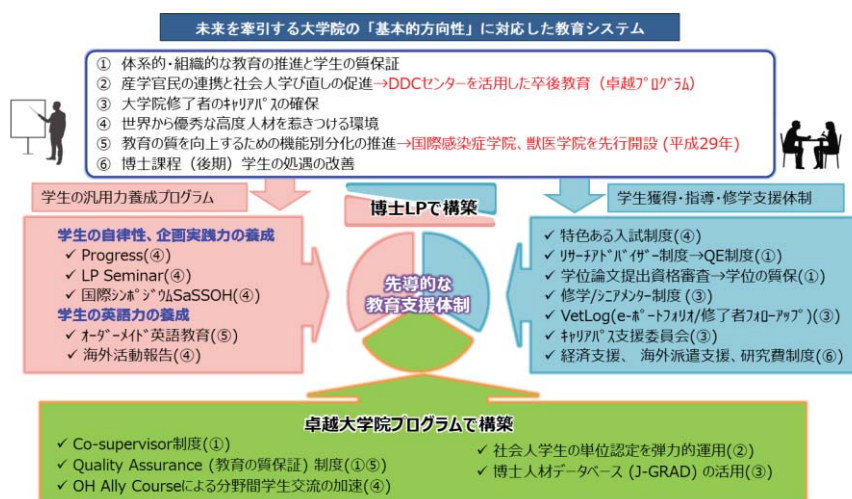 未来を牽引する大学院の「基本的方向性」に対応した教育システム
① 体系的・組織的な教育の推進と学生の質保証
② 産学官民の連携と社会人学び直しの促進→DDCセンターを活用した卒後教育（卓越ﾌﾟﾛｸﾞﾗﾑ）
③ 大学院修了者のｷｬﾘｱﾊﾟｽの確保
④ 世界から優秀な高度人材を惹きつける環境
⑤ 教育の質を向上するための機能別分化の推進→国際感染症学院、獣医学院を先行開設 (平成29年)
⑥ 博士課程（後期）学生の処遇の改善
学生の汎用力養成プログラム
博士LPで構築
学生獲得・指導・修学支援体制
学生の自律性、企画実践力の養成
✓ Progress(④)
✓ LP Seminar(④)
✓ 国際ｼﾝﾎﾟｼﾞｳﾑSaSSOH(④)
学生の英語力の養成
✓ ｵｰﾀﾞｰﾒｲﾄﾞ英語教育(⑤)
✓ 海外活動報告(④)
先導的な
教育支援体制
✓ 特色ある入試制度(④)
✓ ﾘｻｰﾁｱﾄﾞﾊﾞｲｻﾞｰ制度→QE制度(①)
✓ 学位論文提出資格審査→学位の質保(①)
✓ 修学/ｼﾆｱﾒﾝﾀｰ制度(③)
✓ VetLog(e-ﾎﾟｰﾄﾌｫﾘｵ/修了者ﾌｫﾛｰｱｯﾌﾟ)(③)
✓ ｷｬﾘｱﾊﾟｽ支援委員会(③)
✓ 経済支援、海外派遣支援、研究費制度(⑥)
卓越大学院プログラムで構築
✓ Co-supervisor制度(①)
✓ Quality Assurance (教育の質保証) 制度(①⑤)
✓ OH Ally Courseによる分野間学生交流の加速(④)
✓ 社会人学生の単位認定を弾力的運用(②)
✓ 博士人材データベース (J-GRAD) の活用(③)